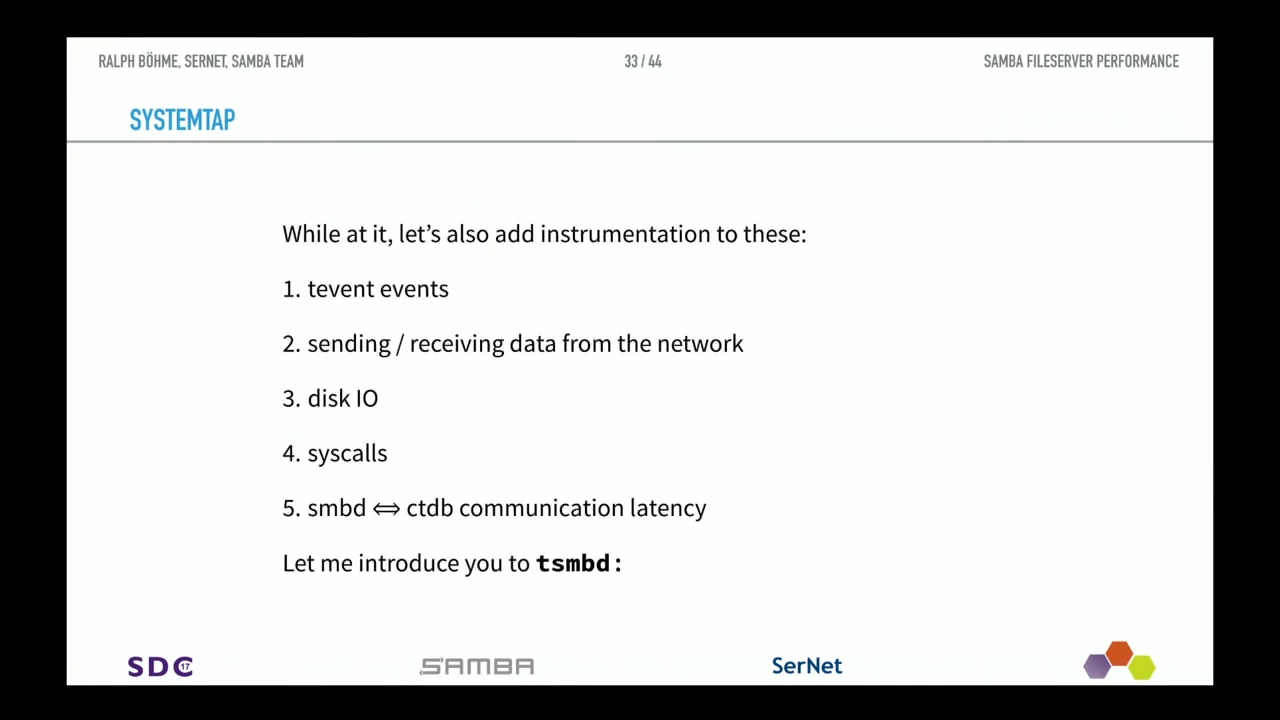 RALPH BÖHME, SERNET, SAMBA TEAM
33 / 44
SAMBA FILESERVER PERFORMANCE
SYSTEMTAP
While at it, let’s also add instrumentation to these:
1. tevent events
2. sending / receiving data from the network
3. disk IO
4. syscalls
5. smbd ⟺ ctdb communication latency
Let me introduce you to tsmbd:
SDC 17
SAMBA
SerNet